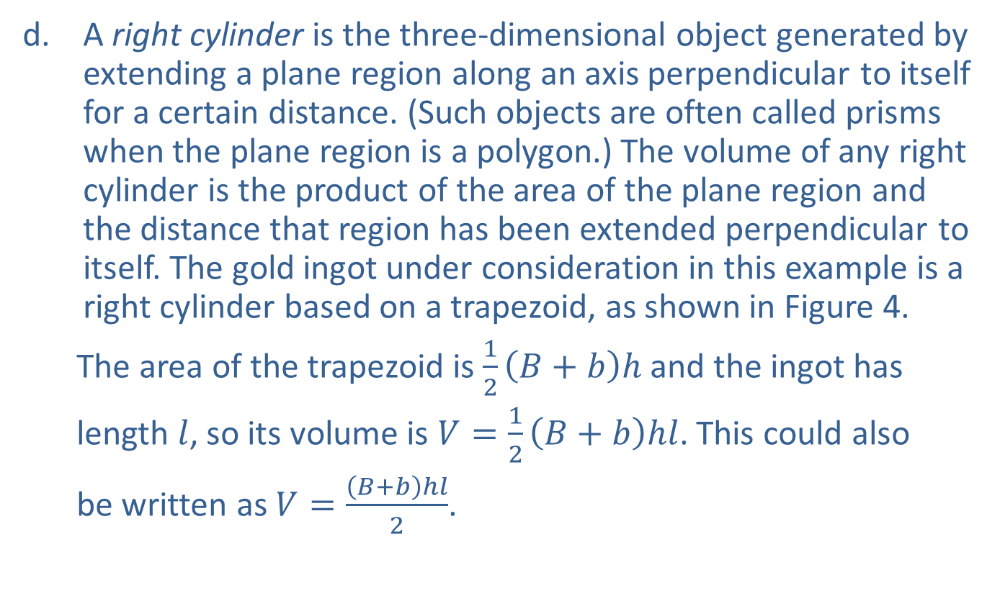 d. A right cylinder is the three-dimensional object generated by
extending a plane region along an axis perpendicular to itself
for a certain distance. (Such objects are often called prisms
when the plane region is a polygon.) The volume of any right
cylinder is the product of the area of the plane region and
the distance that region has been extended perpendicular to
itself. The gold ingot under consideration in this example is a
right cylinder based on a trapezoid, as shown in Figure 4.
The area of the trapezoid is \frac{1}{2}(B + b)h and the ingot has
length l, so its volume is V = \frac{1}{2}(B + b)hl. This could also
be written as V = \frac{(B+b)hl}{2}.